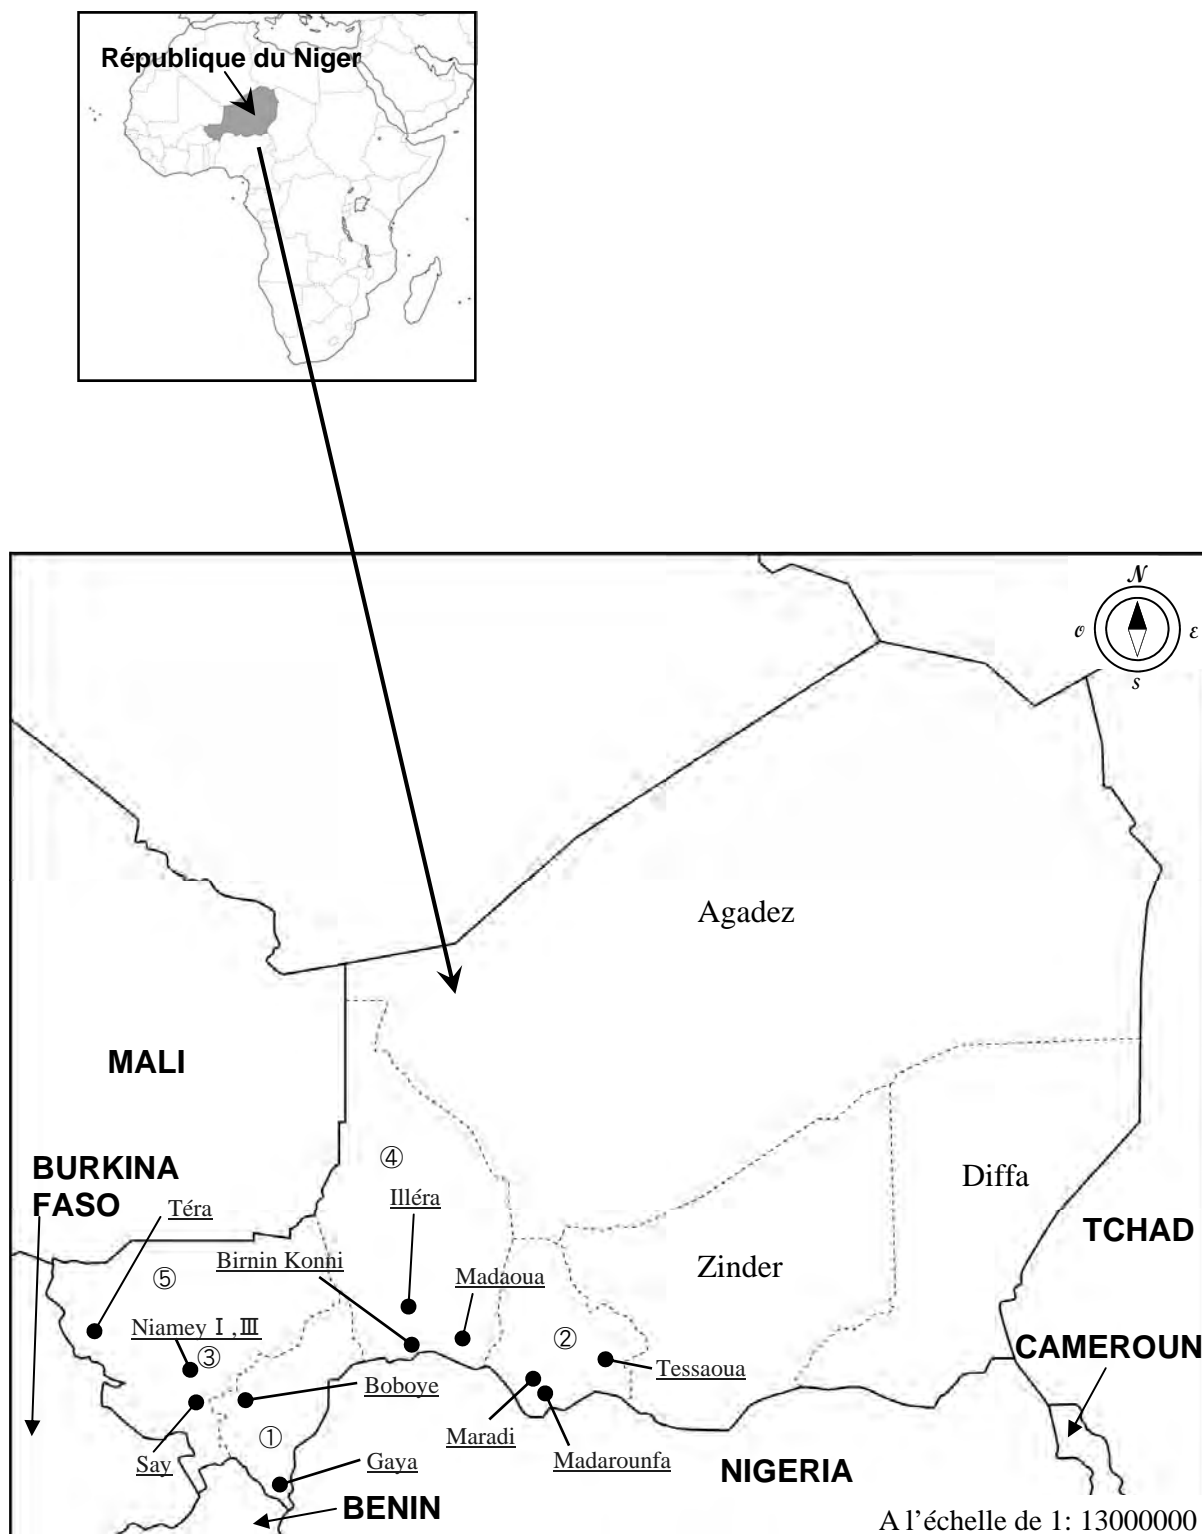 République du Niger
N
O
E
S
Agadez
MALI
④
Diffa
BURKINA
FASO
Téra
Illéra
TCHAD
Birnin Konni
Madaoua
Zinder
⑤
Niamey Ⅰ,Ⅲ
③
②
CAMEROUN
Tessaoua
Boboye
①
Maradi
Say
Gaya
Madarounfa
NIGERIA
BENIN
A l'échelle de 1: 13000000